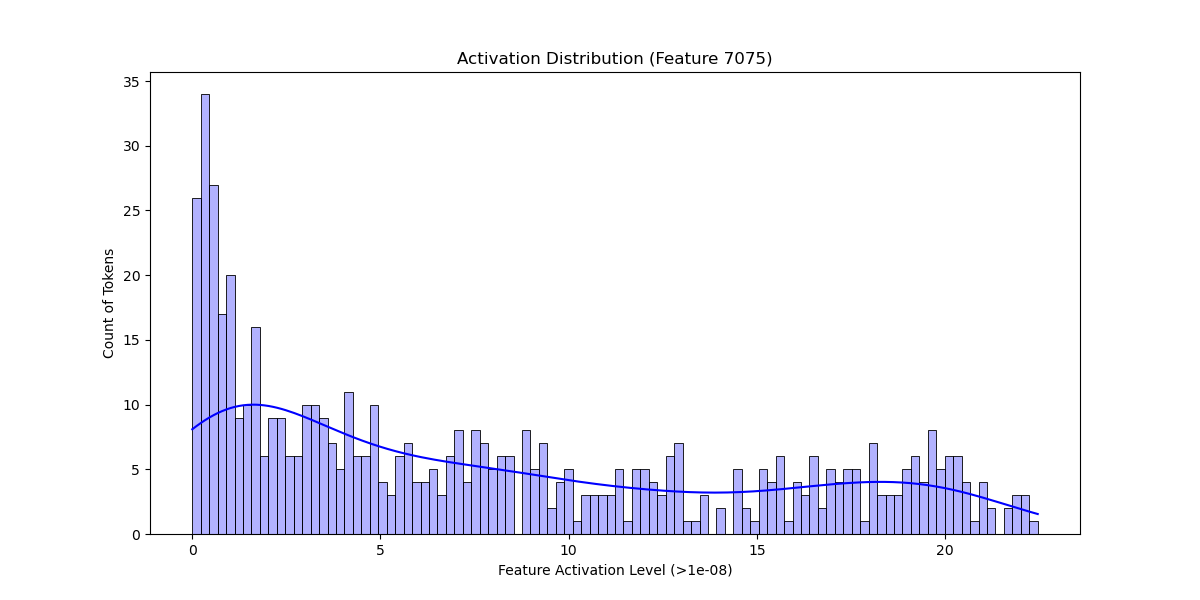 Activation Distribution (Feature 7075)
Count of Tokens
35
30
25
20
15
10
5
0
0 5 10 15 20
Feature Activation Level (>1e-08)